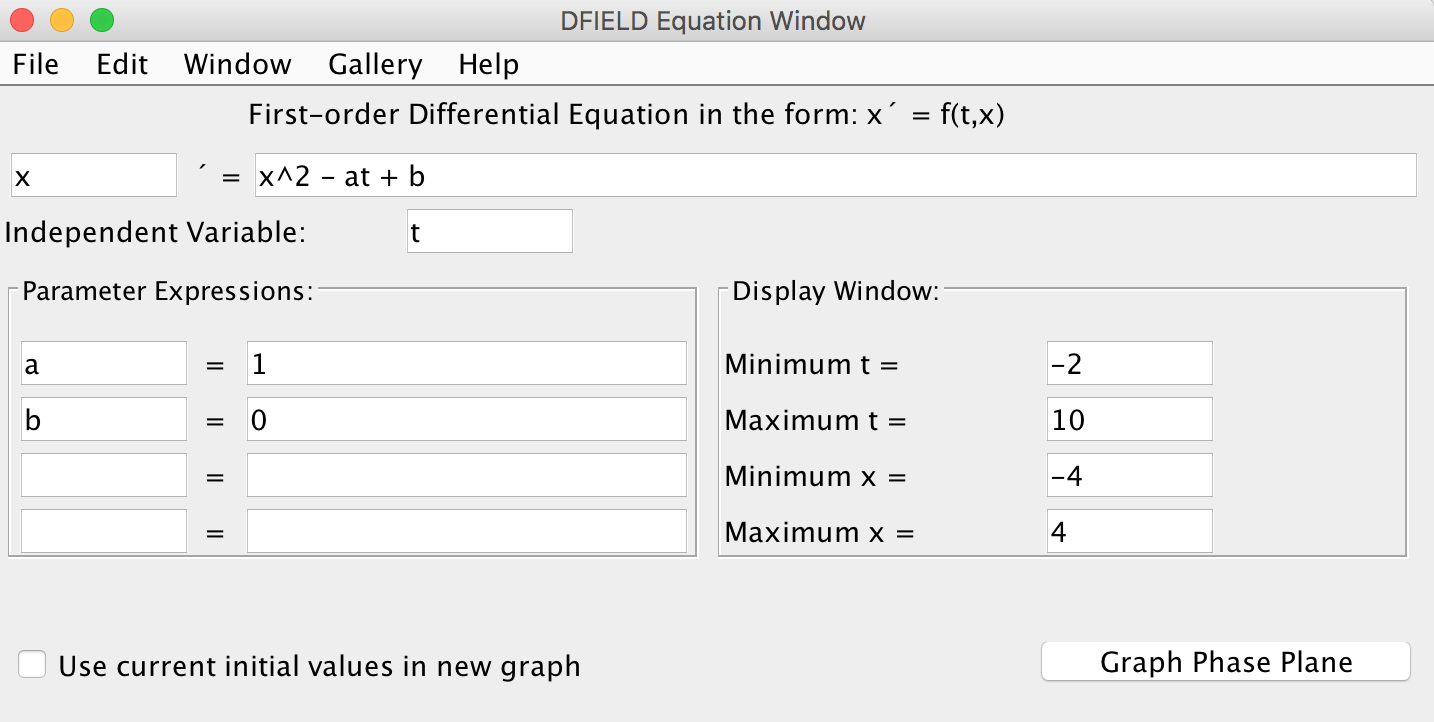 DFIELD Equation Window
File Edit Window Gallery Help
First-order Differential Equation in the form: x´ = f(t,x)
x ´ = x^2 - at + b
Independent Variable: t
Parameter Expressions:
a = 1
b = 0
=
=
Display Window:
Minimum t = -2
Maximum t = 10
Minimum x = -4
Maximum x = 4
Use current initial values in new graph
Graph Phase Plane